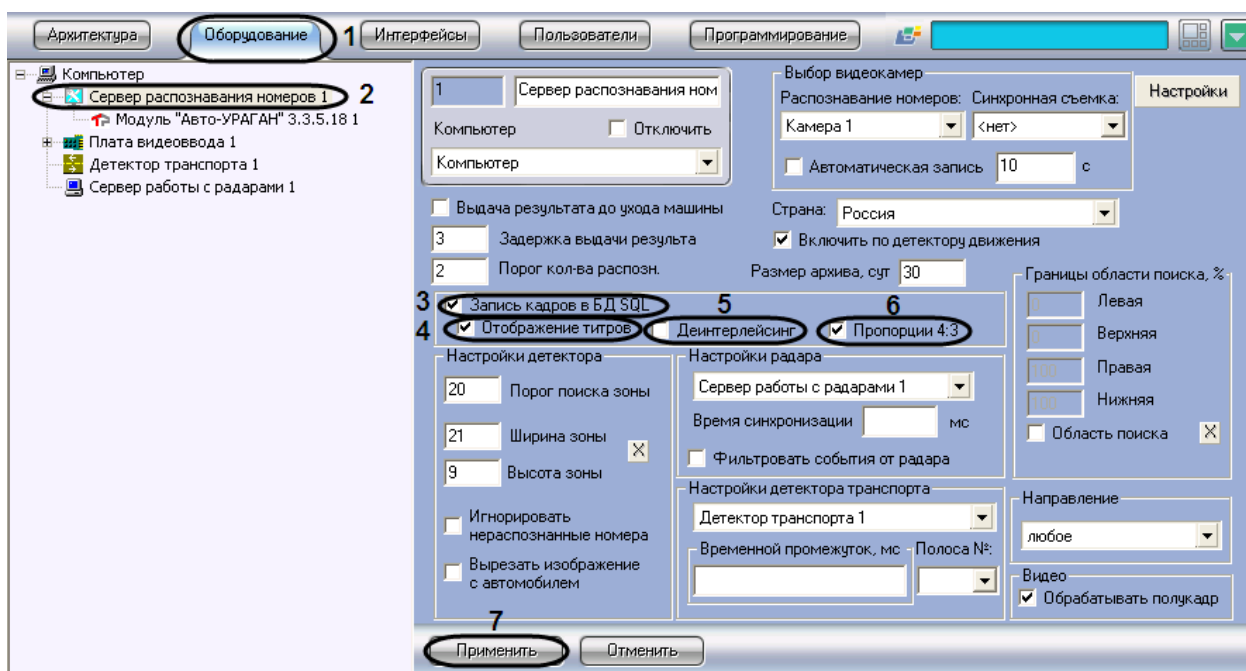 Архитектура Оборудование 1 Интерфейсы Пользователи Программирование
Компьютер
Сервер распознавания номеров 1 2
Модуль "Авто-УРАГАН" 3.3.5.18 1
Плата видеоввода 1
Детектор транспорта 1
Сервер работы с радарами 1
1 Сервер распознавания ном
Компьютер Отключить
Компьютер
Выбор видеокамер
Распознавание номеров: Синхронная съемка:
Камера 1 <нет>
Автоматическая запись 10 с
Настройки
Выдача результата до ухода машины
Страна: Россия
3 Задержка выдачи результа
Включить по детектору движения
2 Порог кол-ва распозн.
Размер архива, сут 30
3 Запись кадров в БД SQL 5 6
4 Отображение титров Деинтерлейсинг Пропорции 4:3
Границы области поиска, %
0 Левая
0 Верхняя
100 Правая
100 Нижняя
Область поиска X
Настройки детектора
20 Порог поиска зоны
21 Ширина зоны
X
9 Высота зоны
Игнорировать
нераспознанные номера
Вырезать изображение
с автомобилем
Настройки радара
Сервер работы с радарами 1
Время синхронизации мс
Фильтровать события от радара
Настройки детектора транспорта
Детектор транспорта 1
Временной промежуток, мс Полоса №:
Направление
любое
Видео
Обрабатывать полукадр
7
Применить Отменить